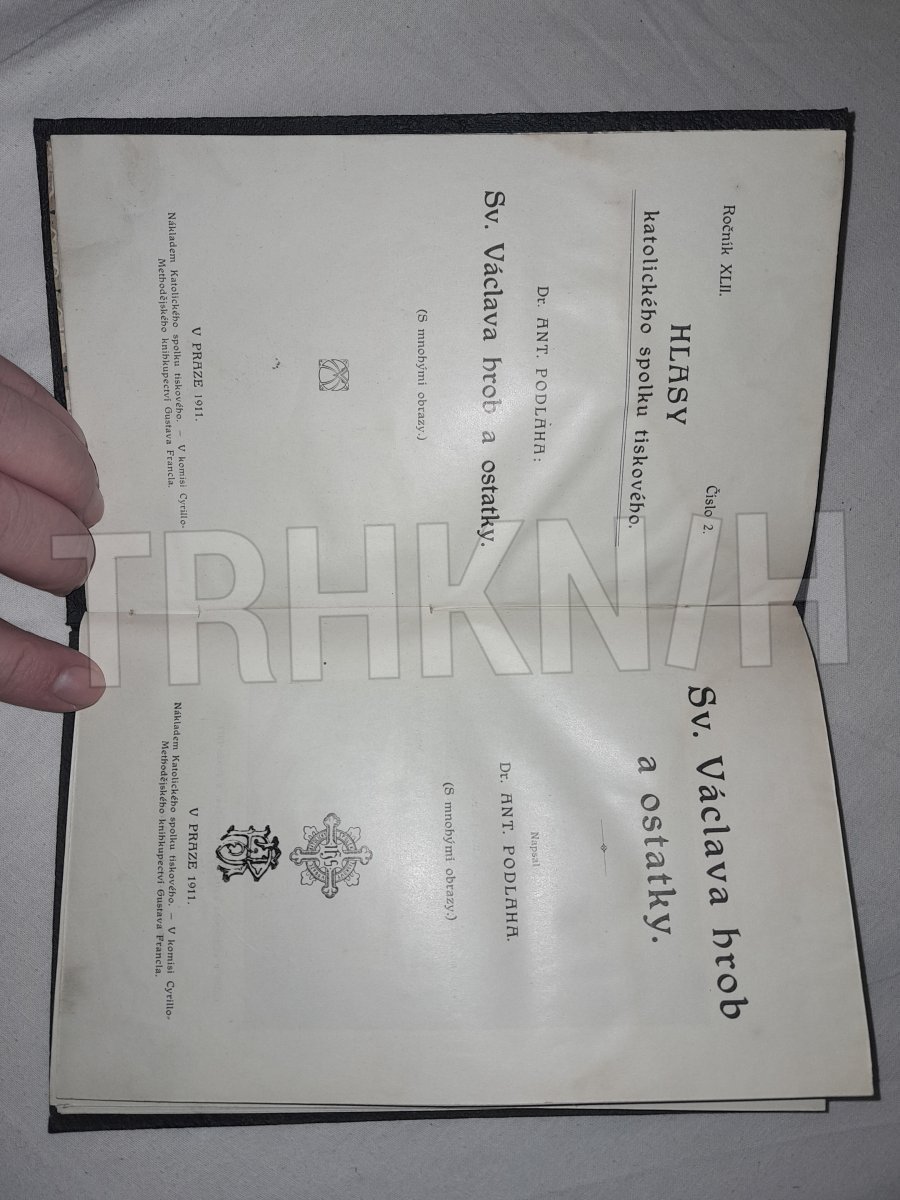 Ročník XLII.
Číslo 2.
HLASY
katolického spolku tiskového.
Dr. ANT. PODLAHA:
Sv. Václava hrob a ostatky.
(S mnohými obrazy.)
V PRAZE 1911.
Nákladem Katolického spolku tiskového. – V komisi Cyrillo-
Methodějského knihkupectví Gustava Francla.
Sv. Václava hrob
a ostatky.
Napsal
Dr. ANT. PODLAHA.
(S mnohými obrazy.)
V PRAZE 1911.
Nákladem Katolického spolku tiskového. – V komisi Cyrillo-
Methodějského knihkupectví Gustava Francla.
TRHKNIH